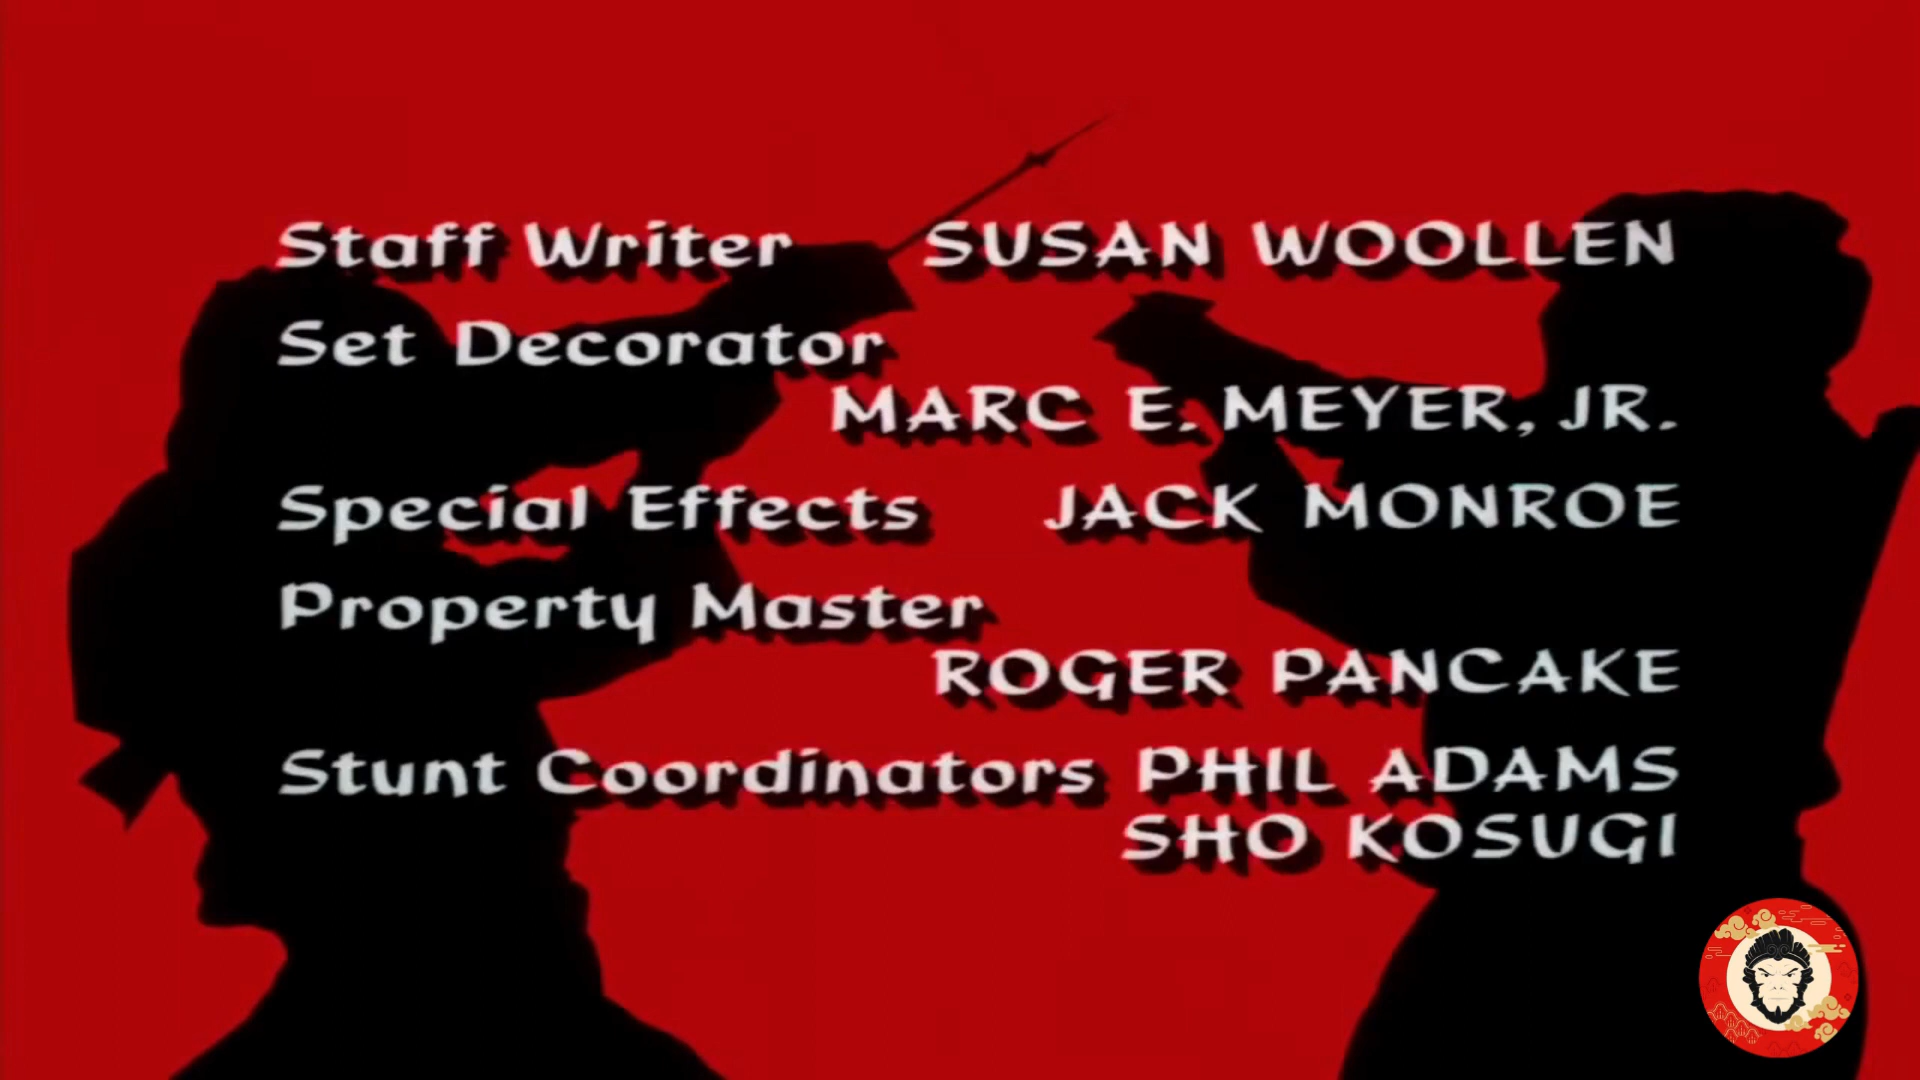 Staff Writer SUSAN WOOLLEN
Set Decorator
MARC E. MEYER, JR.
Special Effects JACK MONROE
Property Master
ROGER PANCAKE
Stunt Coordinators PHIL ADAMS
SHO KOSUGI